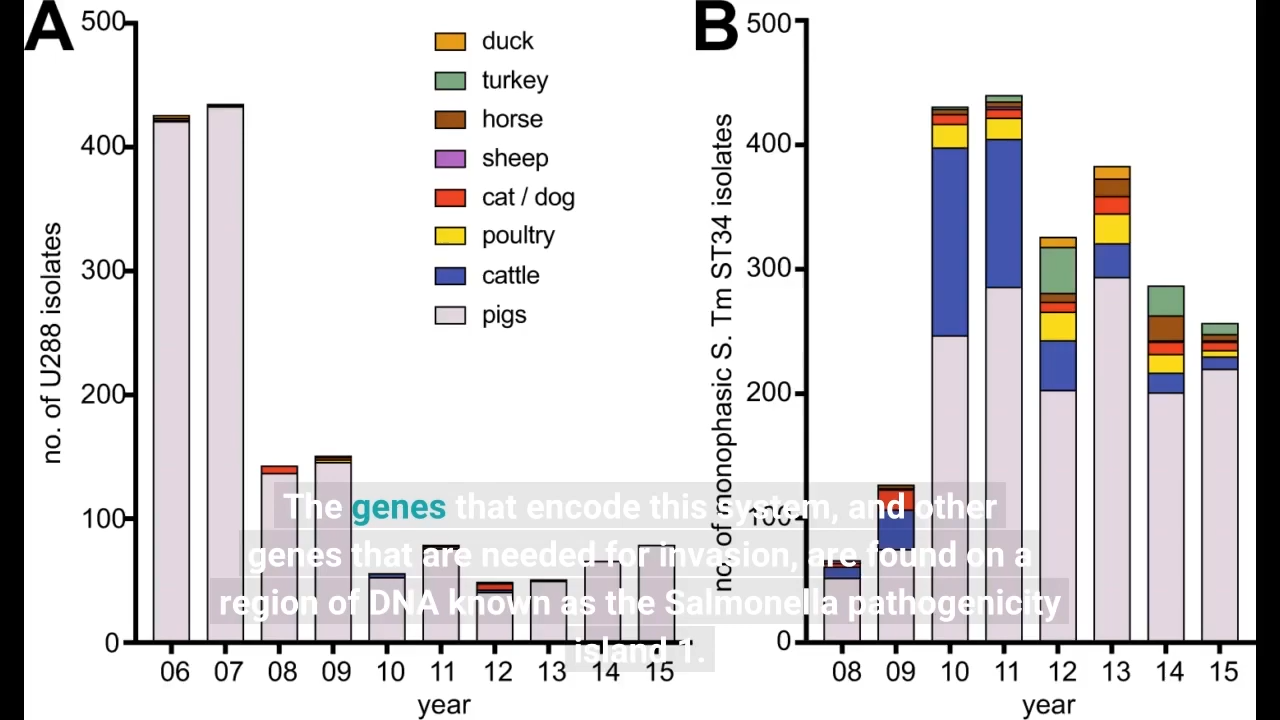 A
500
400
300
200
100
0
no. of U288 isolates
duck
turkey
horse
sheep
cat / dog
poultry
cattle
pigs
06 07 08 09 10 11 12 13 14 15
year
B
500
400
300
200
100
0
no. of monophasic S. Tm ST34 isolates
08 09 10 11 12 13 14 15
year
The genes that encode this system, and other
genes that are needed for invasion, are found on a
region of DNA known as the Salmonella pathogenicity
island 1.